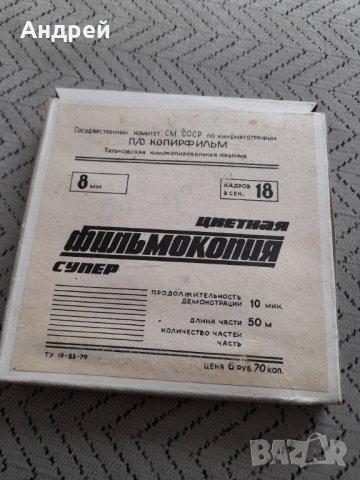 Андрей
Государственный комитет СМ СССР по кинематографии
П/О КОПИРФИЛЬМ
Харьковская кинокопировальная фабрика
8 мм
КАДРОВ В СЕК. 18
ЦВЕТНАЯ
ФИЛЬМОКОПИЯ
СУПЕР
ПРОДОЛЖИТЕЛЬНОСТЬ
ДЕМОНСТРАЦИИ 10 МИН.
ДЛИНА ЧАСТИ 50 М
КОЛИЧЕСТВО ЧАСТЕЙ
ЧАСТЬ
ТУ 19-63-79
ЦЕНА 6 РУБ. 70 КОП.
BAZAR